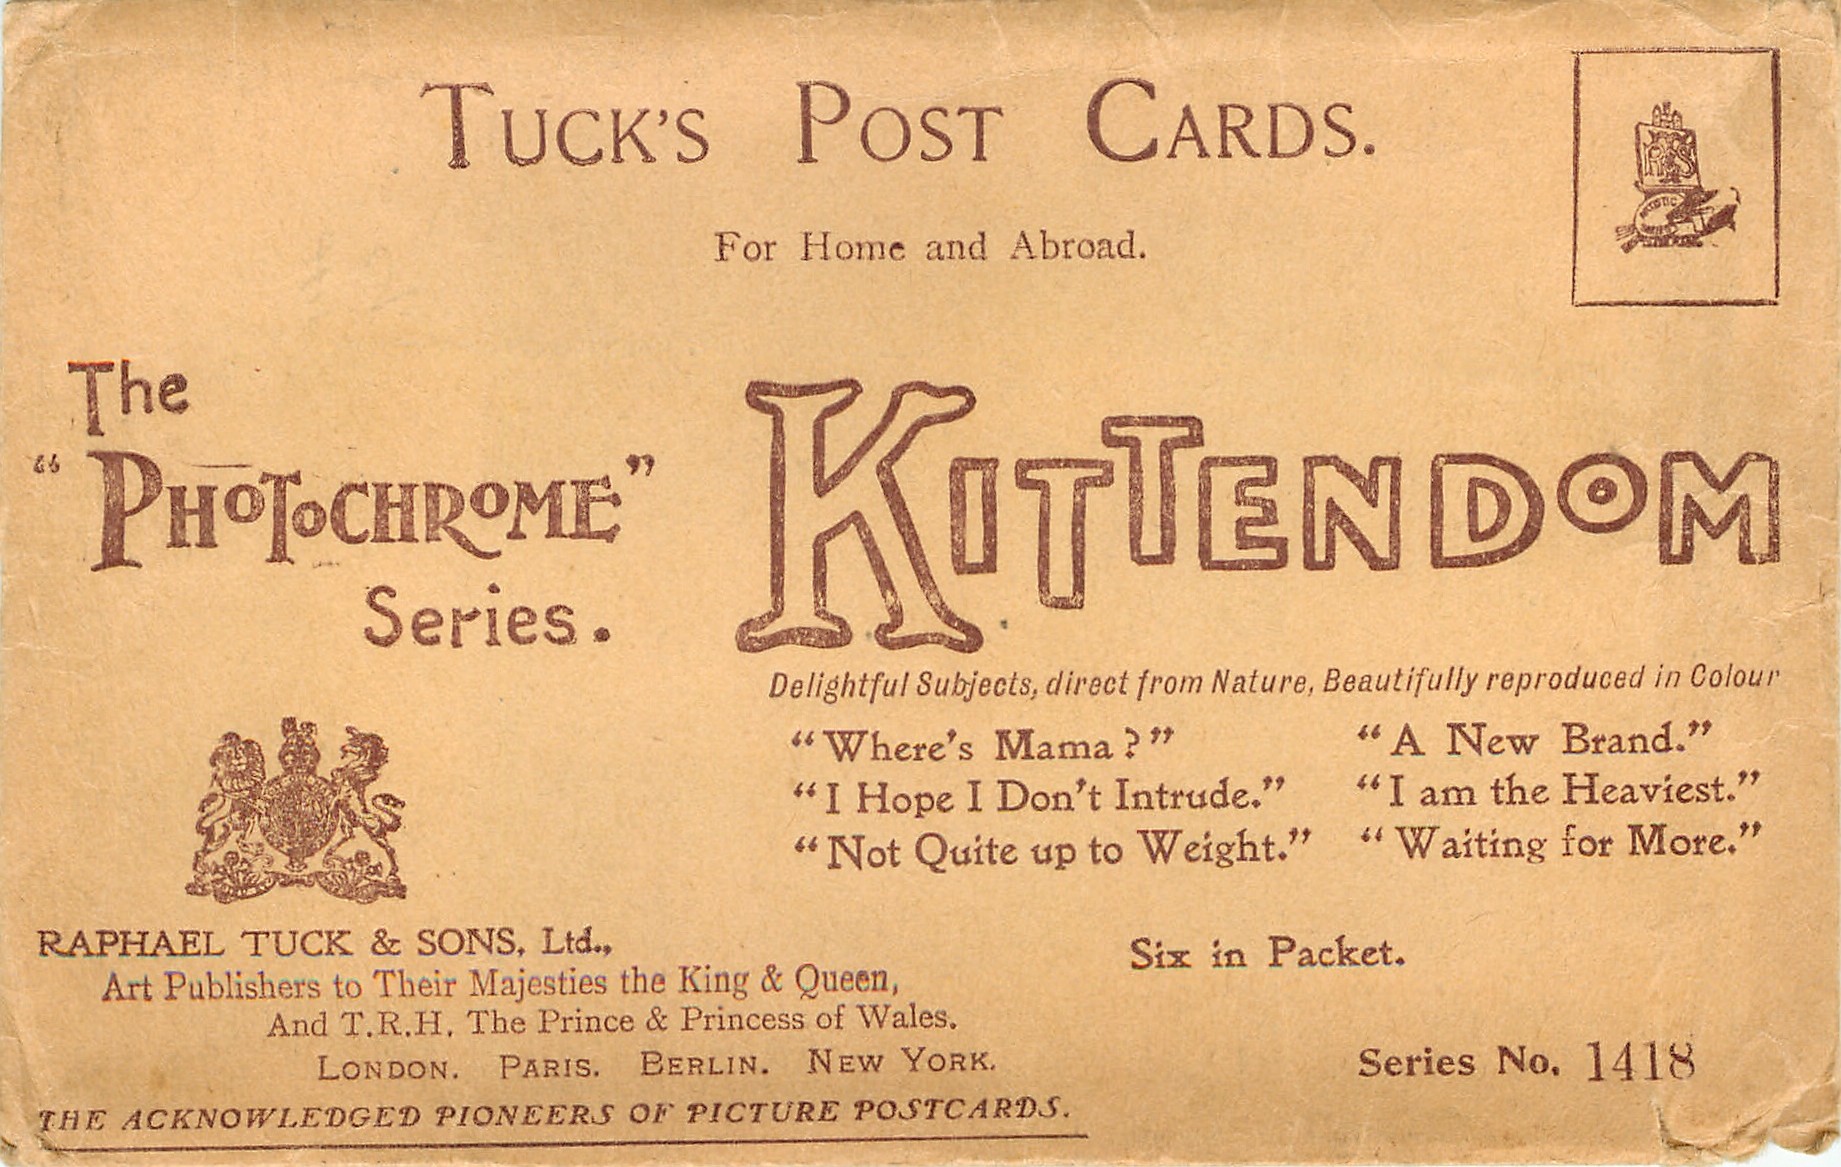 TUCK'S POST CARDS.
For Home and Abroad.
The
"PHOTOCHROME"
Series.
KITTENDOM
Delightful Subjects, direct from Nature, Beautifully reproduced in Colour
"Where's Mama?" "A New Brand."
"I Hope I Don't Intrude." "I am the Heaviest."
"Not Quite up to Weight." "Waiting for More."
RAPHAEL TUCK & SONS, Ltd.,
Art Publishers to Their Majesties the King & Queen,
And T.R.H. The Prince & Princess of Wales.
LONDON. PARIS. BERLIN. NEW YORK.
THE ACKNOWLEDGED PIONEERS OF PICTURE POSTCARDS.
Six in Packet.
Series No. 1418